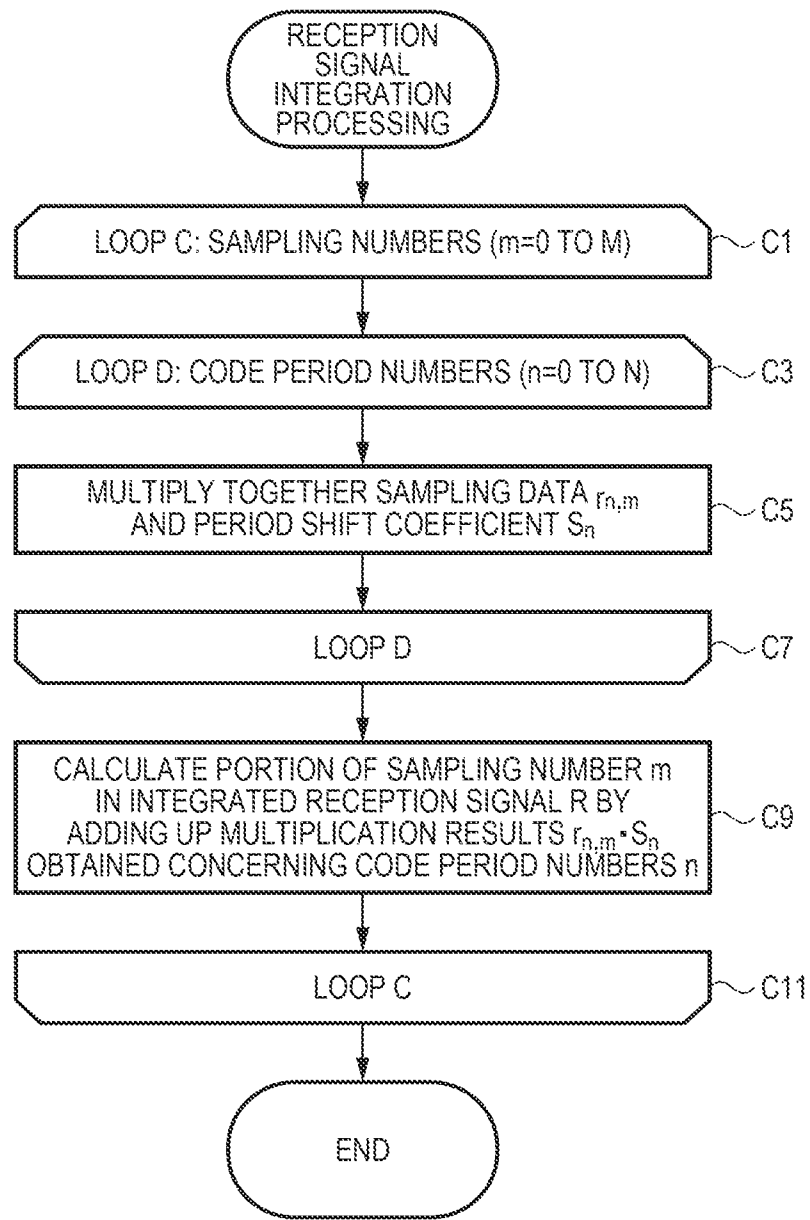 RECEPTION
SIGNAL
INTEGRATION
PROCESSING
LOOP C: SAMPLING NUMBERS (m=0 TO M)
C1
LOOP D: CODE PERIOD NUMBERS (n=0 TO N)
C3
MULTIPLY TOGETHER SAMPLING DATA rn,m
AND PERIOD SHIFT COEFFICIENT Sn
C5
LOOP D
C7
CALCULATE PORTION OF SAMPLING NUMBER m
IN INTEGRATED RECEPTION SIGNAL R BY
ADDING UP MULTIPLICATION RESULTS rn,m·Sn
OBTAINED CONCERNING CODE PERIOD NUMBERS n
C9
LOOP C
C11
END